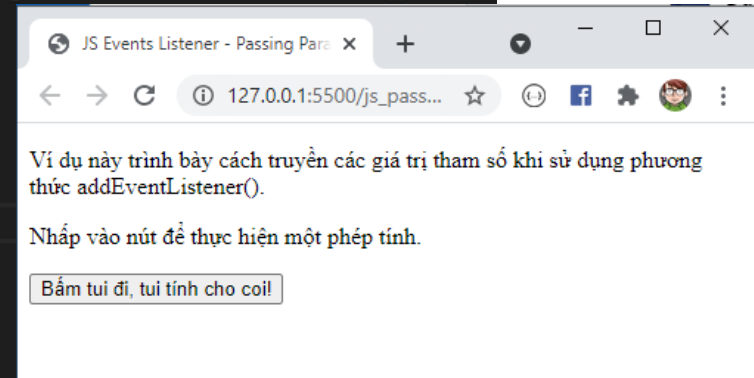 JS Events Listener - Passing Para
127.0.0.1:5500/js_pass...
Ví dụ này trình bày cách truyền các giá trị tham số khi sử dụng phương
thức addEventListener().
Nhấp vào nút để thực hiện một phép tính.
Bấm tui đi, tui tính cho coi!